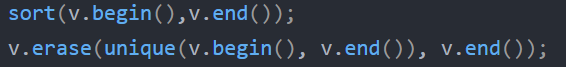 sort(v.begin(),v.end());
v.erase(unique(v.begin(), v.end()), v.end());